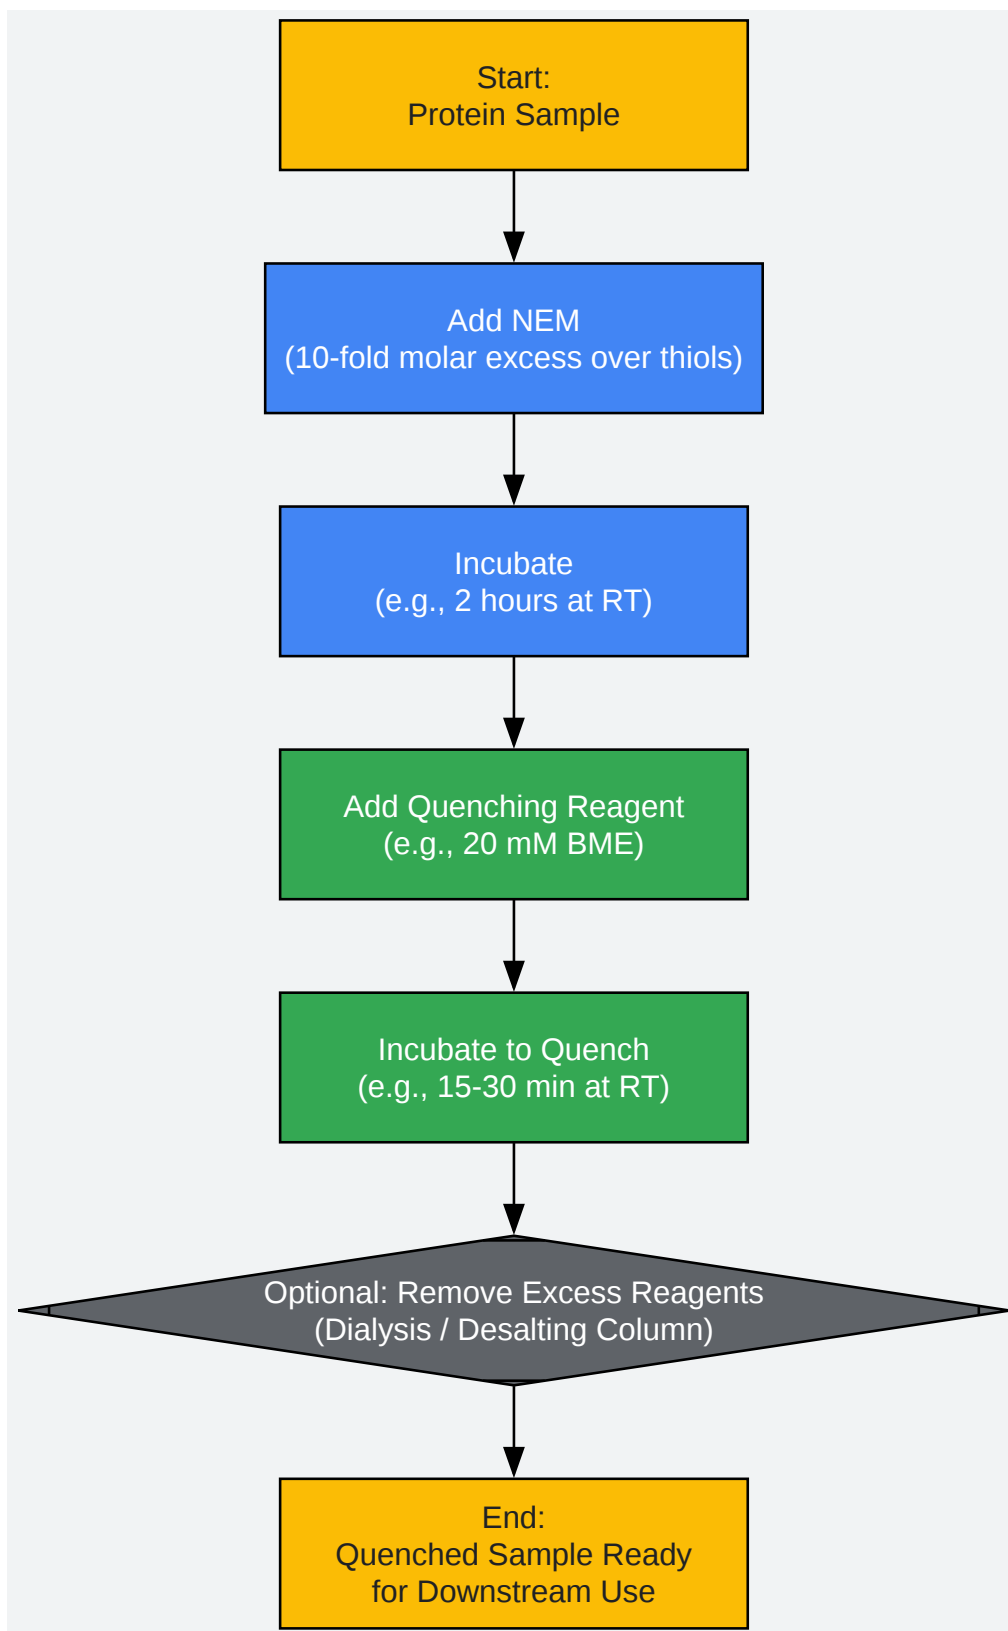 Start:
Protein Sample
Add NEM
(10-fold molar excess over thiols)
Incubate
(e.g., 2 hours at RT)
Add Quenching Reagent
(e.g., 20 mM BME)
Incubate to Quench
(e.g., 15-30 min at RT)
Optional: Remove Excess Reagents
(Dialysis / Desalting Column)
End:
Quenched Sample Ready
for Downstream Use